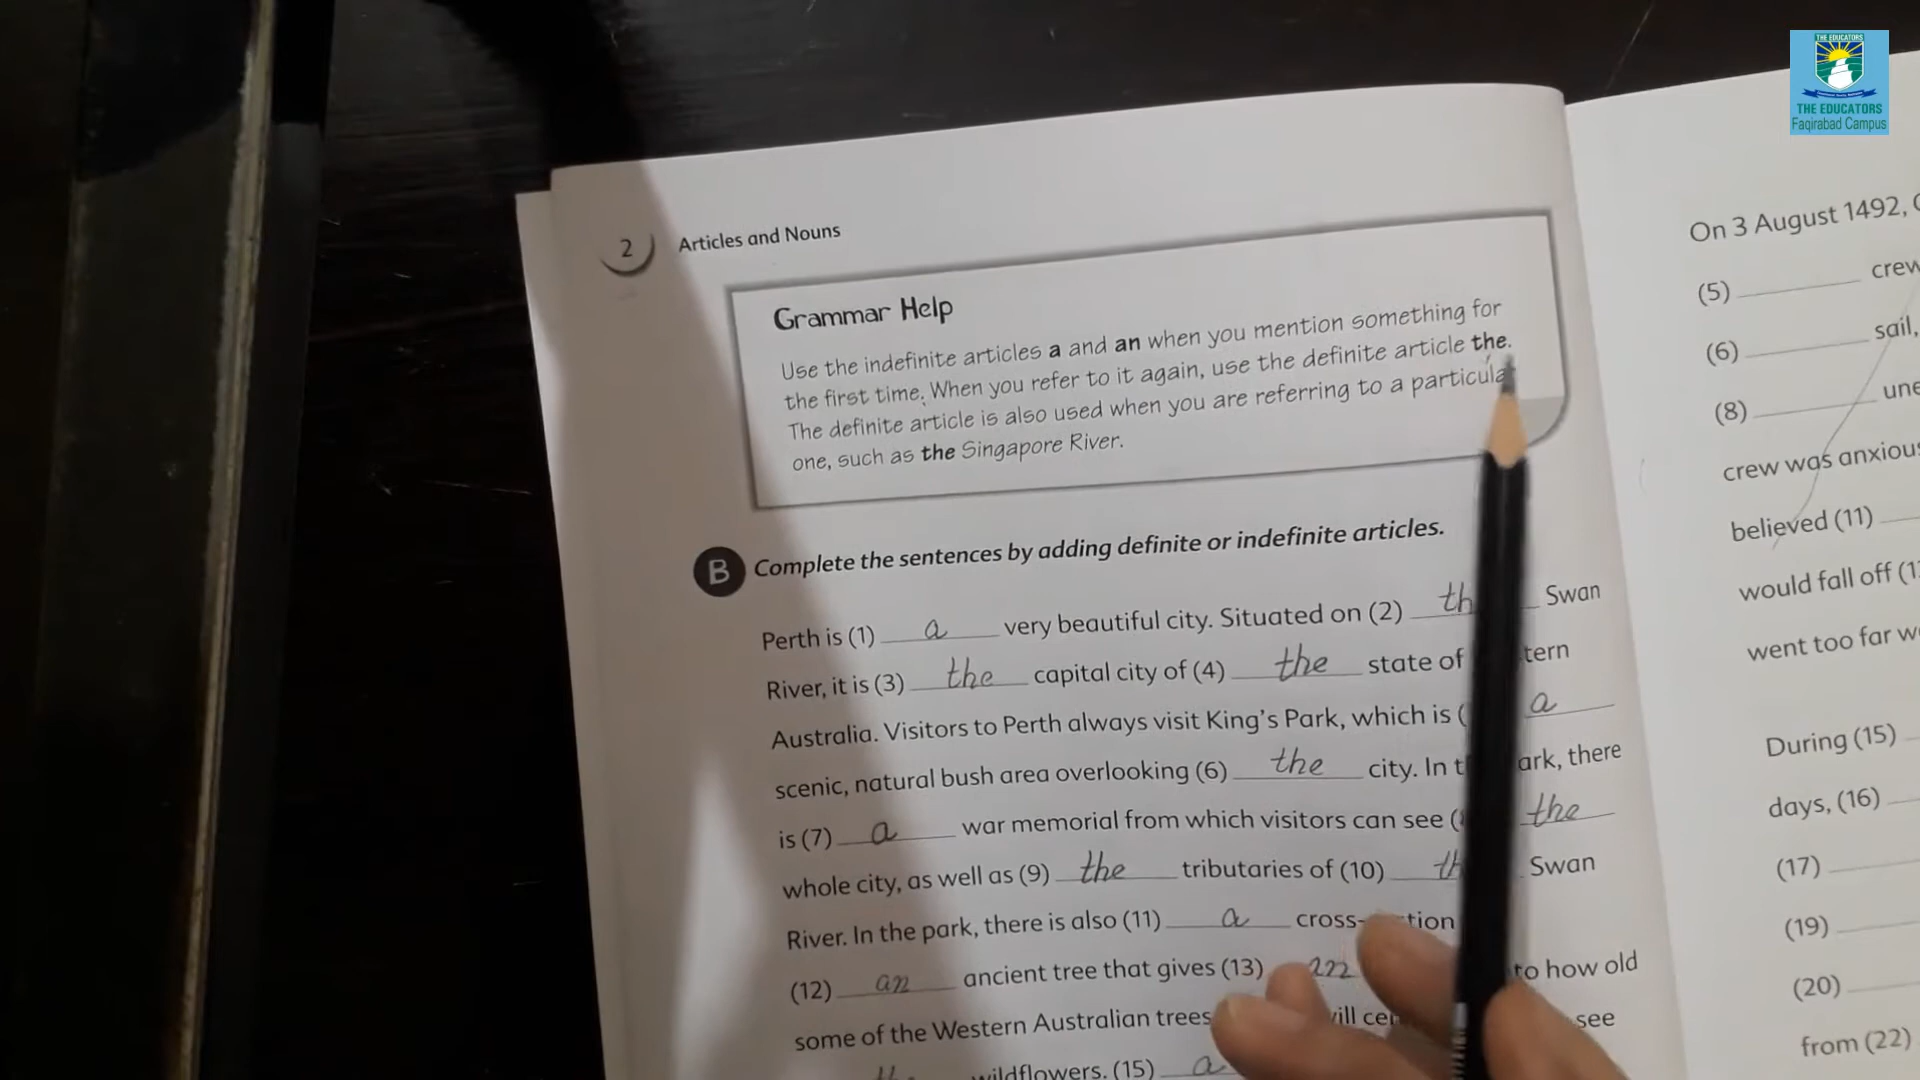 THE EDUCATORS
THE EDUCATORS
Faqirabad Campus
2 Articles and Nouns
Grammar Help
Use the indefinite articles a and an when you mention something for
the first time. When you refer to it again, use the definite article the.
The definite article is also used when you are referring to a particular
one, such as the Singapore River.
B Complete the sentences by adding definite or indefinite articles.
Perth is (1) a very beautiful city. Situated on (2) th Swan
River, it is (3) the capital city of (4) the state of tern
Australia. Visitors to Perth always visit King's Park, which is ( a
scenic, natural bush area overlooking (6) the city. In t ark, there
is (7) a war memorial from which visitors can see ( the
whole city, as well as (9) the tributaries of (10) th Swan
River. In the park, there is also (11) a cross- tion
(12) an ancient tree that gives (13) an to how old
some of the Western Australian trees ill cer see
wildflowers. (15) a
On 3 August 1492,
(5) crew
(6) sail,
(8) une
crew was anxious
believed (11)
would fall off (1
went too far w
During (15)
days, (16)
(17)
(19)
(20)
from (22)